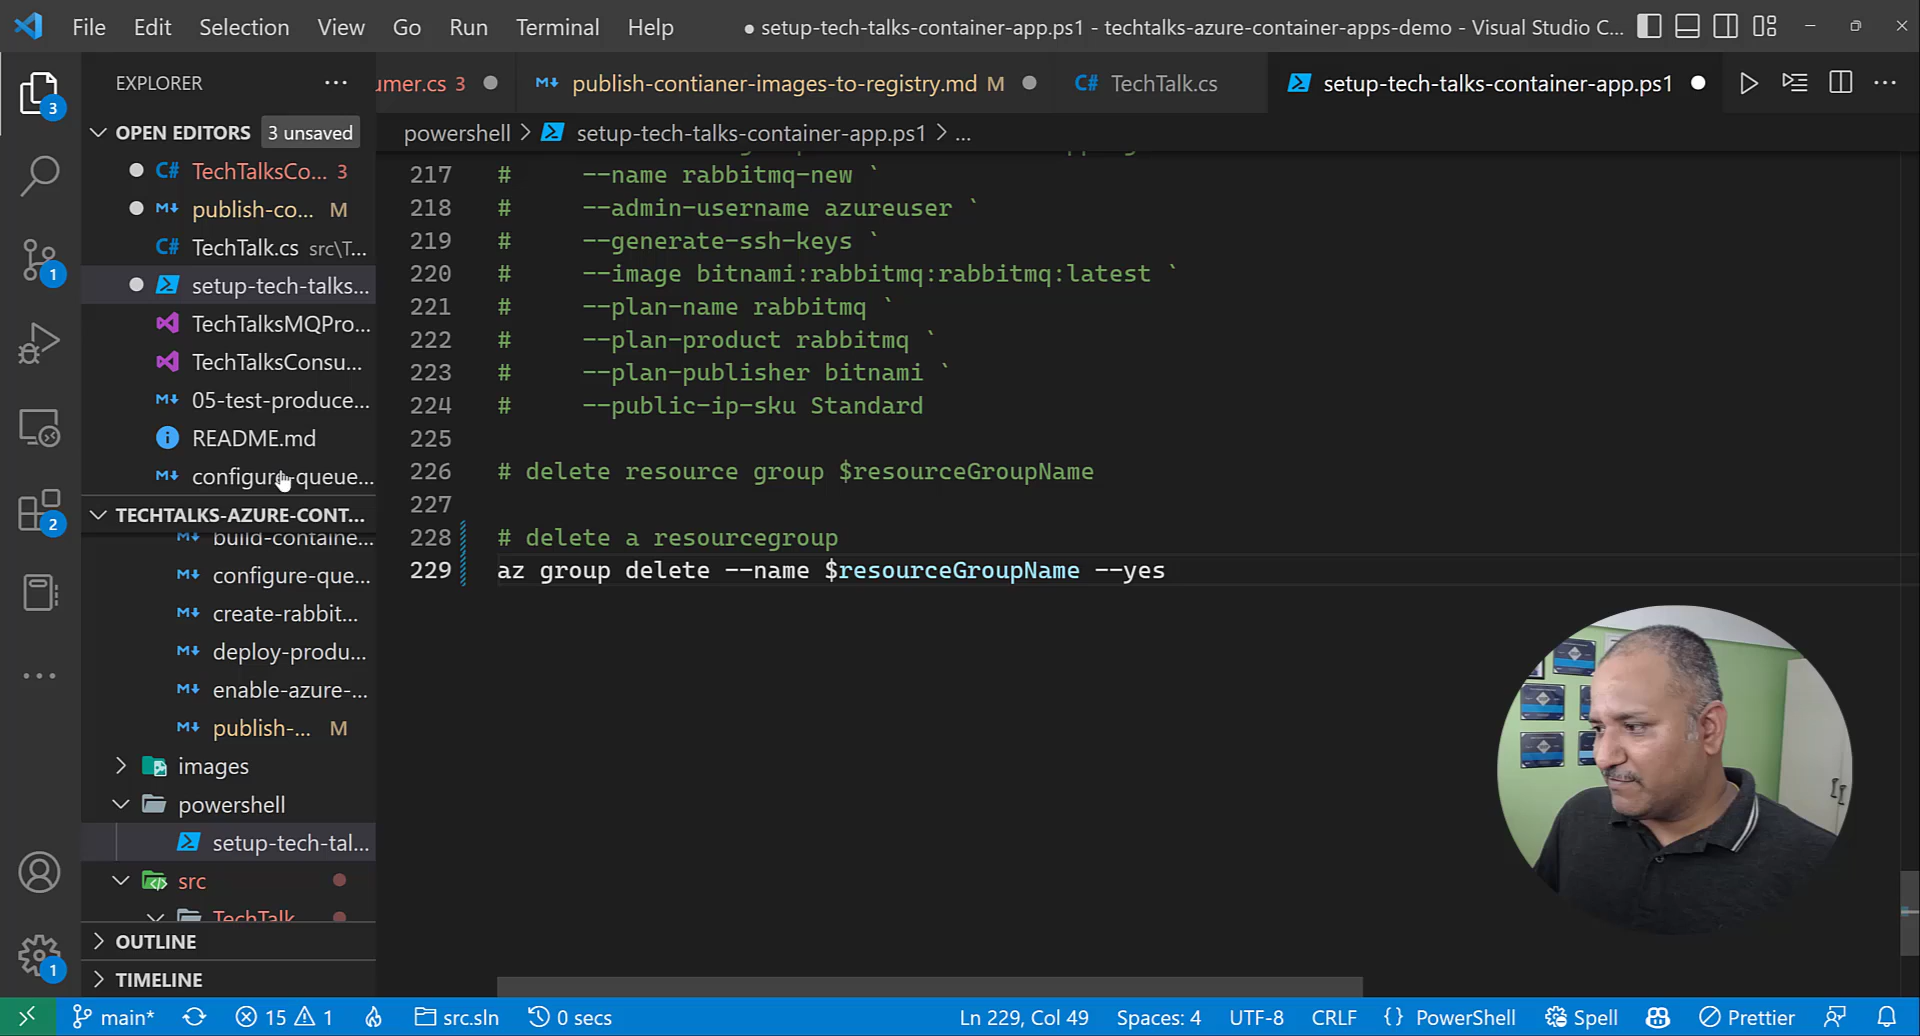 File Edit Selection View Go Run Terminal Help
● setup-tech-talks-container-app.ps1 - techtalks-azure-container-apps-demo - Visual Studio C...
EXPLORER
umer.cs 3
publish-contianer-images-to-registry.md M
C# TechTalk.cs
setup-tech-talks-container-app.ps1
powershell > setup-tech-talks-container-app.ps1 > ...
3
1
2
1
OPEN EDITORS 3 unsaved
C# TechTalksCo... 3
publish-co... M
C# TechTalk.cs src\T...
setup-tech-talks...
TechTalksMQPro...
TechTalksConsu...
05-test-produce...
README.md
configure-queue...
TECHTALKS-AZURE-CONT...
build-containe...
configure-que...
create-rabbit...
deploy-produ...
enable-azure-...
publish-... M
images
powershell
setup-tech-tal...
src
TechTalk
OUTLINE
TIMELINE
217 # --name rabbitmq-new `
218 # --admin-username azureuser `
219 # --generate-ssh-keys `
220 # --image bitnami:rabbitmq:rabbitmq:latest `
221 # --plan-name rabbitmq `
222 # --plan-product rabbitmq `
223 # --plan-publisher bitnami `
224 # --public-ip-sku Standard
225
226 # delete resource group $resourceGroupName
227
228 # delete a resourcegroup
229 az group delete --name $resourceGroupName --yes
main* 15 1 src.sln 0 secs Ln 229, Col 49 Spaces: 4 UTF-8 CRLF {} PowerShell Spell Prettier